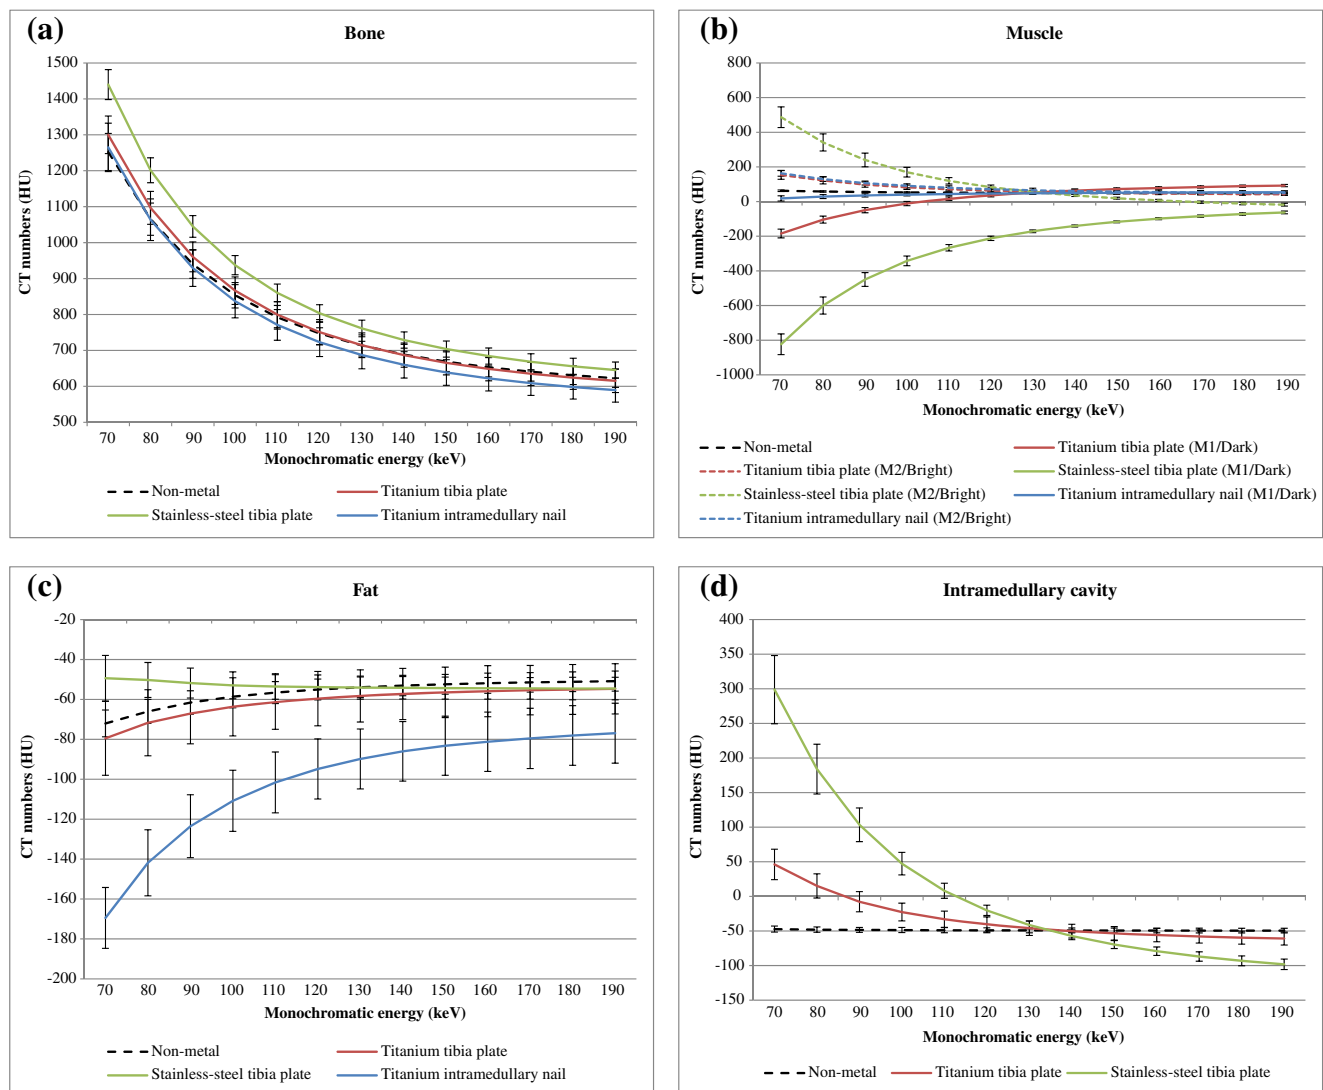 (a)
Bone
1500
1400
1300
1200
1100
1000
900
800
700
600
500
CT numbers (HU)
70 80 90 100 110 120 130 140 150 160 170 180 190
Monochromatic energy (keV)
Non-metal Titanium tibia plate
Stainless-steel tibia plate Titanium intramedullary nail
(b)
Muscle
800
600
400
200
0
-200
-400
-600
-800
-1000
CT numbers (HU)
70 80 90 100 110 120 130 140 150 160 170 180 190
Monochromatic energy (keV)
Non-metal Titanium tibia plate (M1/Dark)
Titanium tibia plate (M2/Bright) Stainless-steel tibia plate (M1/Dark)
Stainless-steel tibia plate (M2/Bright) Titanium intramedullary nail (M1/Dark)
Titanium intramedullary nail (M2/Bright)
(c)
Fat
-20
-40
-60
-80
-100
-120
-140
-160
-180
-200
CT numbers (HU)
70 80 90 100 110 120 130 140 150 160 170 180 190
Monochromatic energy (keV)
Non-metal Titanium tibia plate
Stainless-steel tibia plate Titanium intramedullary nail
(d)
Intramedullary cavity
400
350
300
250
200
150
100
50
0
-50
-100
-150
CT numbers (HU)
70 80 90 100 110 120 130 140 150 160 170 180 190
Monochromatic energy (keV)
Non-metal Titanium tibia plate Stainless-steel tibia plate